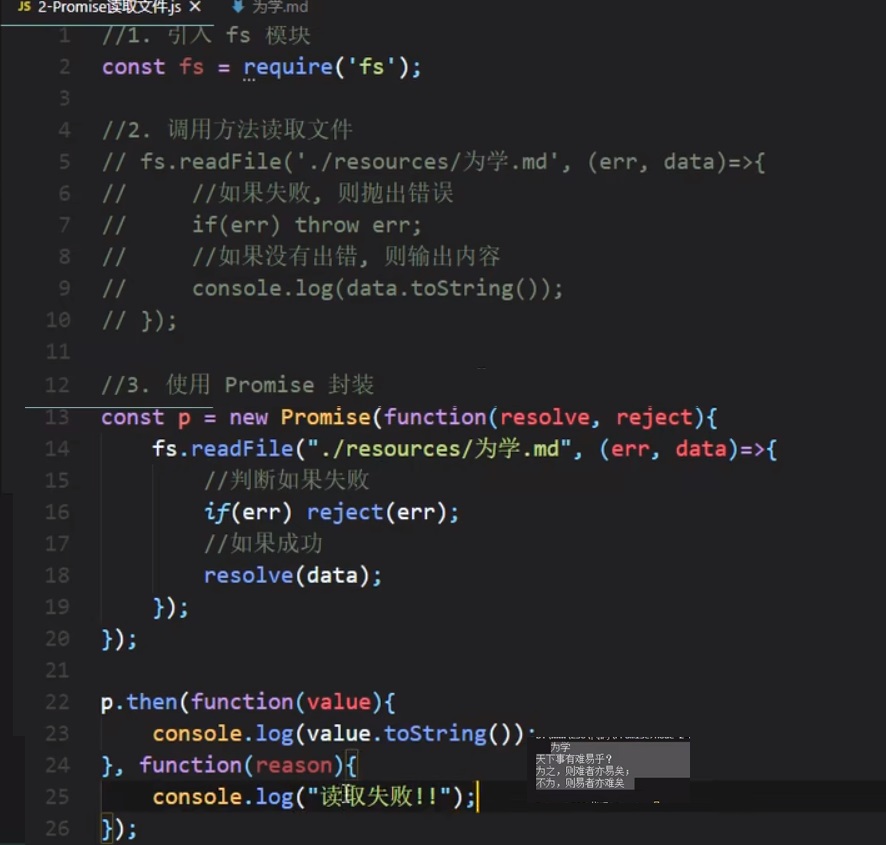 JS 2-Promise读取文件.js × 为学.md
1 //1. 引入 fs 模块
2 const fs = require('fs');
3
4 //2. 调用方法读取文件
5 // fs.readFile('./resources/为学.md', (err, data)=>{
6 //     //如果失败, 则抛出错误
7 //     if(err) throw err;
8 //     //如果没有出错, 则输出内容
9 //     console.log(data.toString());
10 // });
11
12 //3. 使用 Promise 封装
13 const p = new Promise(function(resolve, reject){
14     fs.readFile("./resources/为学.md", (err, data)=>{
15         //判断如果失败
16         if(err) reject(err);
17         //如果成功
18         resolve(data);
19     });
20 });
21
22 p.then(function(value){
23     console.log(value.toString());
24 }, function(reason){
25     console.log("读取失败!!");
26 });
为学
天下事有难易乎?
为之，则难者亦易矣;
不为，则易者亦难矣